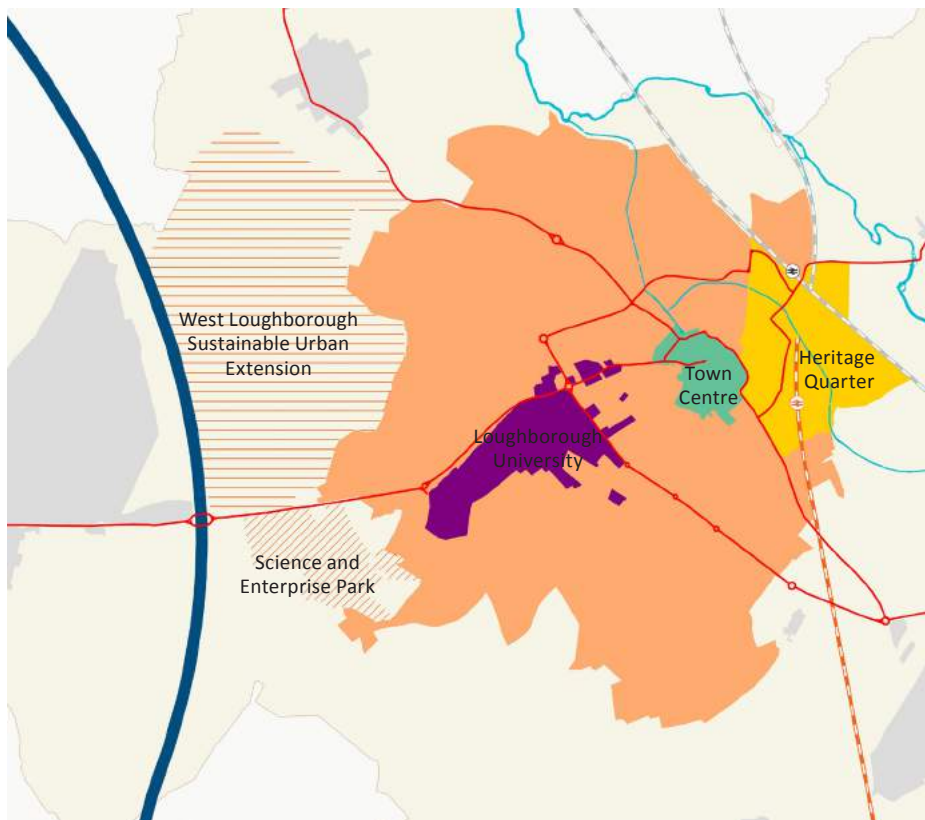 West Loughborough
Sustainable Urban
Extension
Town
Centre
Heritage
Quarter
Loughborough
University
Science and
Enterprise Park